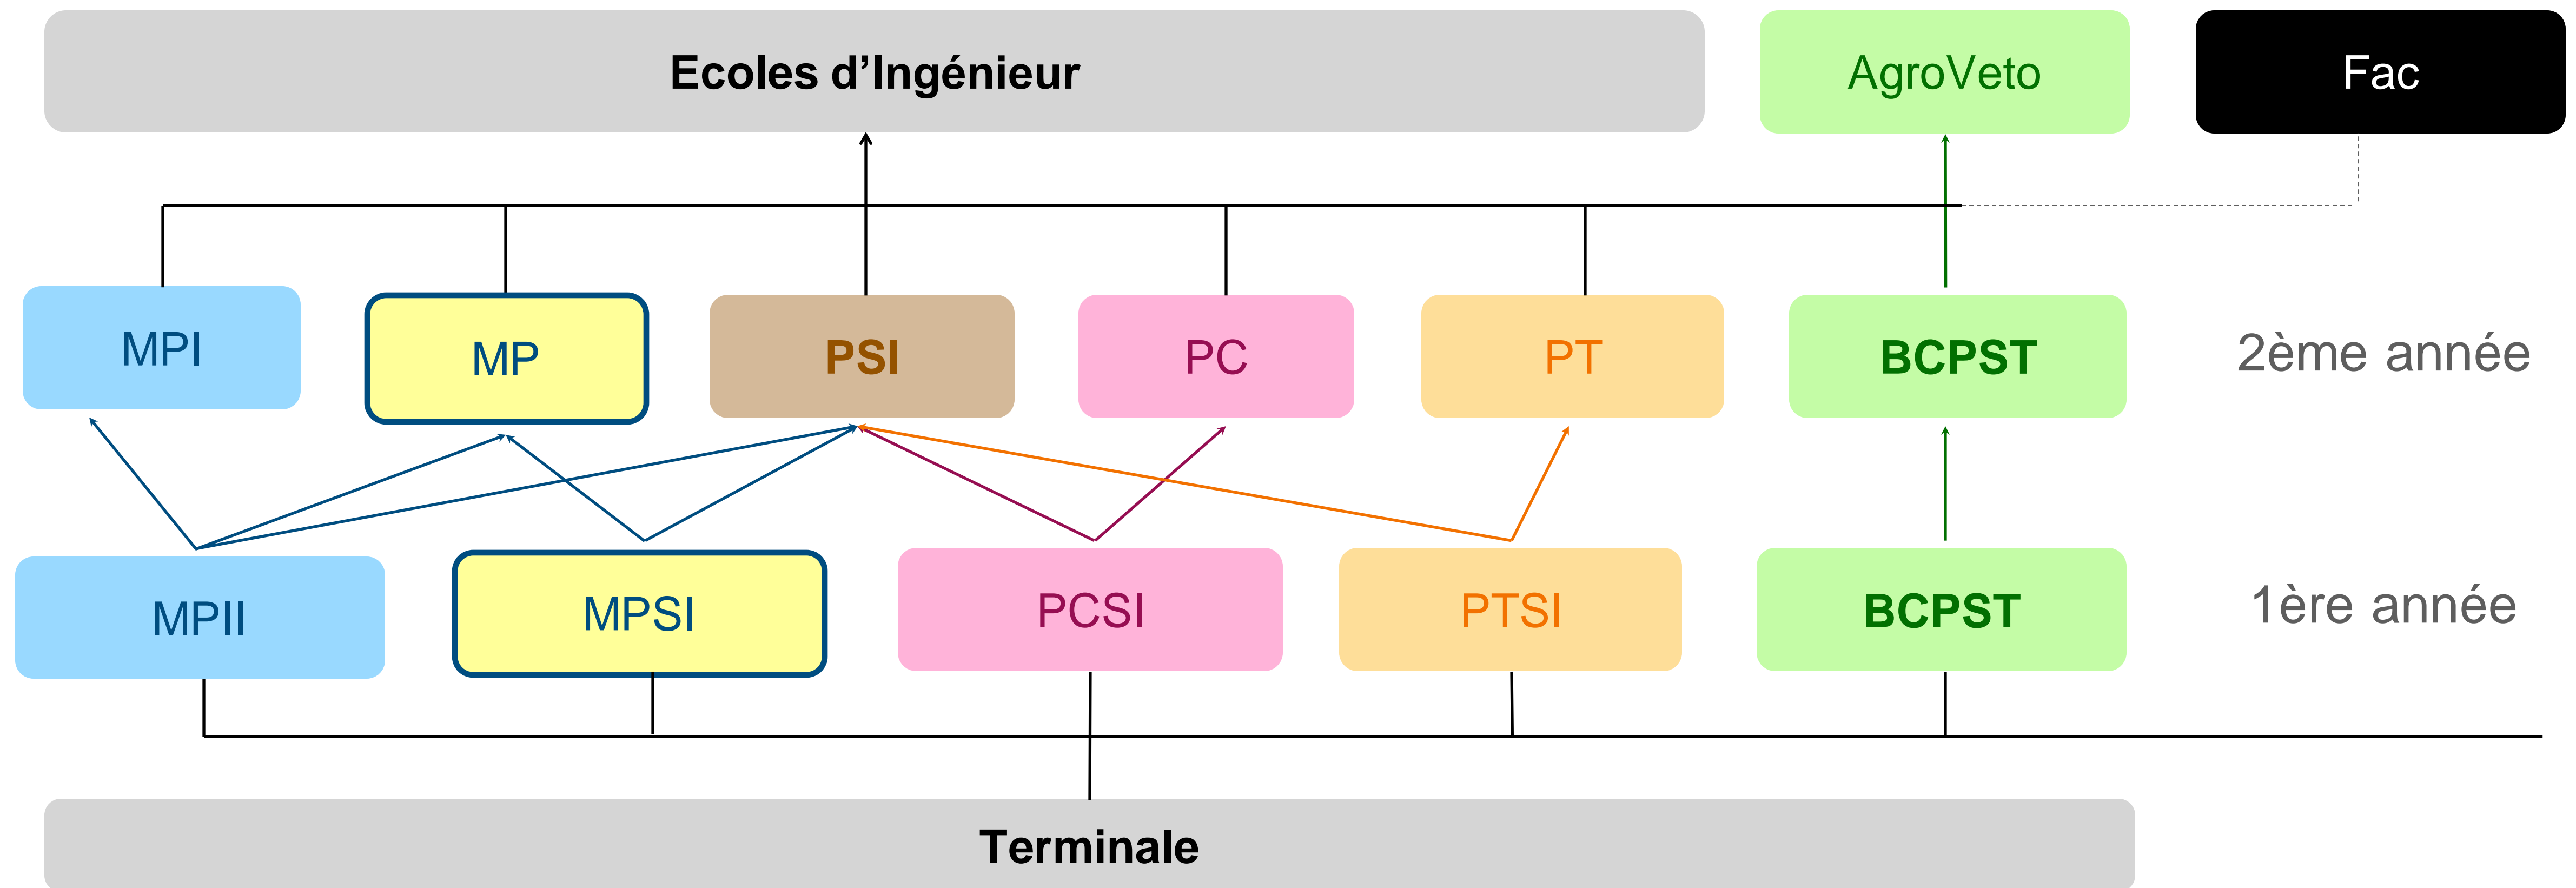 Ecoles d'Ingénieur
AgroVeto
Fac
MPI
MP
PSI
PC
PT
BCPST
2ème année
MPII
MPSI
PCSI
PTSI
BCPST
1ère année
Terminale